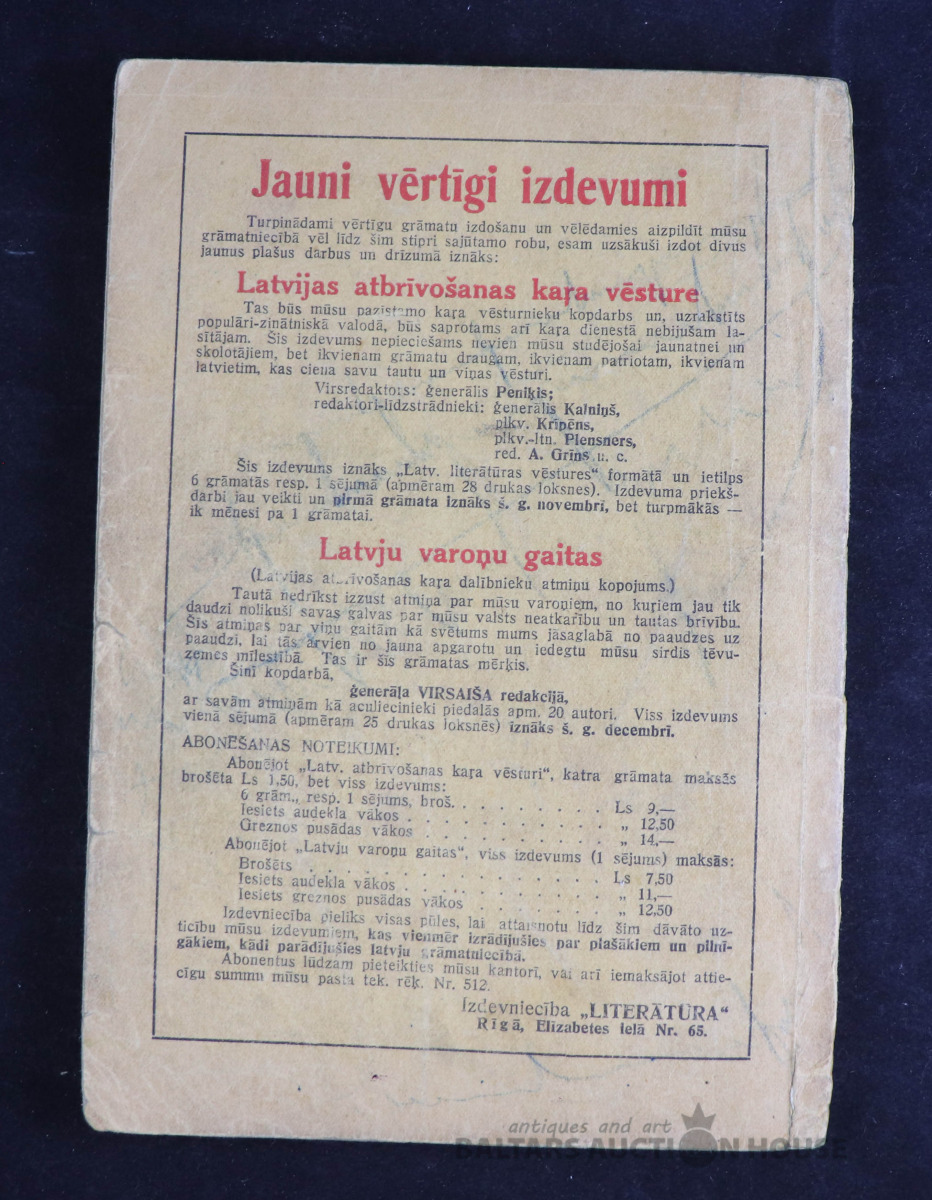 Jauni vērtīgi izdevumi
Turpinādami vērtīgu grāmatu izdošanu un vēlēdamies aizpildīt mūsu
grāmatniecībā vēl līdz šim stipri sajūtamo robu, esam uzsākuši izdot divus
jaunus plašus darbus un drīzumā iznāks:
Latvijas atbrīvošanas kaŗa vēsture
Tas būs mūsu pazīstamo kaŗa vēsturnieku kopdarbs un, uzrakstīts
populāri-zinātniskā valodā, būs saprotams arī kaŗa dienestā nebijušam la-
sītājam. Šis izdevums nepieciešams nevien mūsu studējošai jaunatnei un
skolotājiem, bet ikvienam grāmatu draugam, ikvienam patriotam, ikvienam
latvietim, kas ciena savu tautu un viņas vēsturi.
Virsredaktors: ģenerālis Peniķis;
redaktori-līdzstrādnieki: ģenerālis Kalniņš,
plkv. Krīpēns,
plkv.-ltn. Plensners,
red. A. Grīns u. c.
Šis izdevums iznāks „Latv. literātūras vēstures“ formātā un ietilps
6 grāmatās resp. 1 sējumā (apmēram 28 drukas loksnes). Izdevuma priekš-
darbi jau veikti un pirmā grāmata iznāks š. g. novembrī, bet turpmākās —
ik mēnesi pa 1 grāmatai.
Latvju varoņu gaitas
(Latvijas atbrīvošanas kaŗa dalībnieku atmiņu kopojums.)
Tautā nedrīkst izzust atmiņa par mūsu varoņiem, no kuŗiem jau tik
daudzi nolikuši savas galvas par mūsu valsts neatkarību un tautas brīvību.
Šīs atmiņas par viņu gaitām kā svētums mums jāsaglabā no paaudzes uz
paaudzi, lai tās arvien no jauna apgarotu un iedegtu mūsu sirdis tēvu-
zemes mīlestībā. Tas ir šīs grāmatas mērķis.
Šinī kopdarbā,
ģenerāļa VIRSAIŠA redakcijā,
ar savām atmiņām kā aculiecinieki piedalās apm. 20 autori. Viss izdevums
vienā sējumā (apmēram 25 drukas loksnēs) iznāks š. g. decembrī.
ABONĒŠANAS NOTEIKUMI:
Abonējot „Latv. atbrīvošanas kaŗa vēsturi“, katra grāmata maksās
brošēta Ls 1,50, bet viss izdevums:
6 grām., resp. 1 sējums, broš. . . . . . . . . . Ls 9,—
Iesiets audekla vākos . . . . . . . . . . „ 12,50
Greznos pusādas vākos . . . . . . . . . . „ 14,—
Abonējot „Latvju varoņu gaitas“, viss izdevums (1 sējums) maksās:
Brošēts . . . . . . . . . . Ls 7,50
Iesiets audekla vākos . . . . . . . . . . „ 11,—
Iesiets greznos pusādas vākos . . . . . . . „ 12,50
Izdevniecība pieliks visas pūles, lai attaisnotu līdz šim dāvāto uz-
ticību mūsu izdevumiem, kas vienmēr izrādījušies par plašākiem un pilnī-
gākiem, kādi parādījušies latvju grāmatniecībā.
Abonentus lūdzam pieteikties mūsu kantorī, vai arī iemaksājot attie-
cīgu summu mūsu pasta tek. rēķ. Nr. 512.
Izdevniecība „LITERĀTŪRA“
Rīgā, Elizabetes ielā Nr. 65.
antiques and art
BALTARS AUCTION HOUSE